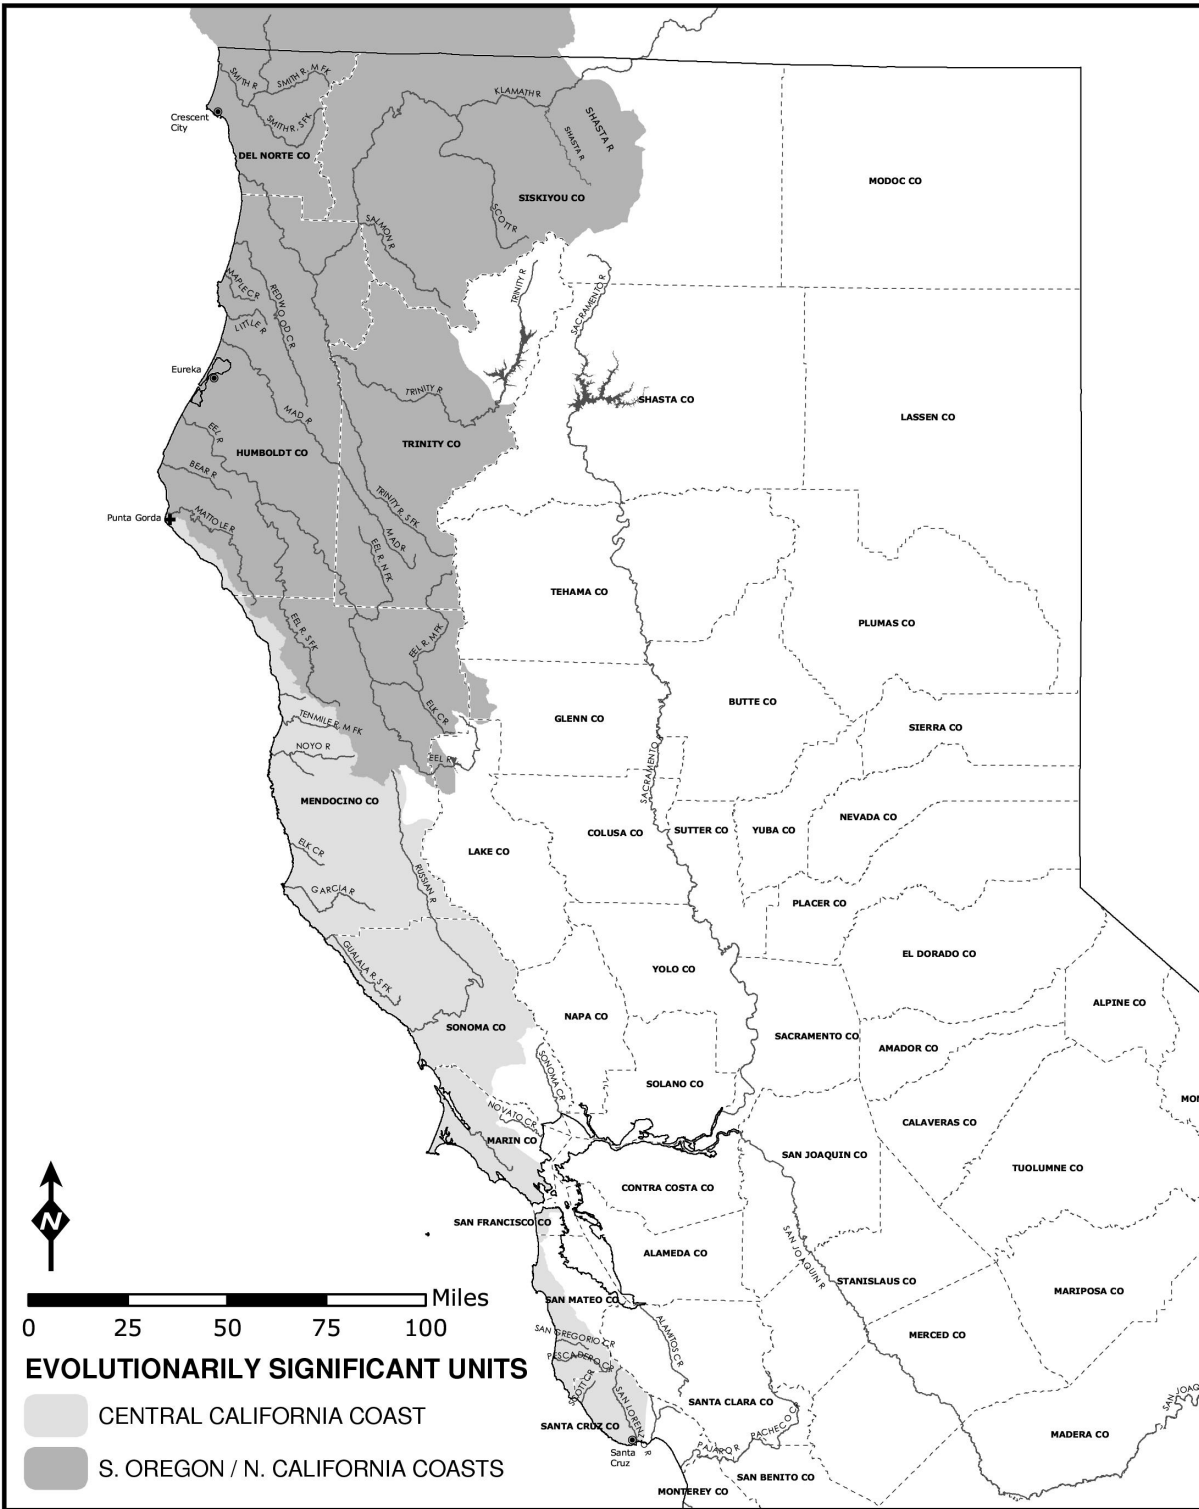 SMITH R
SMITH R, M FK
KLAMATH R
SHASTA R
SHASTA R
Crescent
City
SMITH R, S FK
DEL NORTE CO
MODOC CO
SISKIYOU CO
SCOTT R
SALMON R
TRINITY R
SACRAMENTO R
MAPLE CR
REDWOOD CR
LITTLE R
Eureka
TRINITY R
SHASTA CO
LASSEN CO
MAD R
EEL R
HUMBOLDT CO
TRINITY CO
BEAR R
TRINITY R, S FK
Punta Gorda
MATTOLE R
MAD R
EEL R, N FK
TEHAMA CO
PLUMAS CO
EEL R, S FK
EEL R, M FK
BUTTE CO
ELK CR
GLENN CO
SIERRA CO
TENMILE R, M FK
NOYO R
EEL R
SACRAMENTO R
MENDOCINO CO
NEVADA CO
COLUSA CO
SUTTER CO
YUBA CO
ELK CR
LAKE CO
RUSSIAN R
GARCIA R
PLACER CO
GUALALA R, S FK
YOLO CO
EL DORADO CO
ALPINE CO
NAPA CO
SONOMA CO
SACRAMENTO CO
AMADOR CO
SONOMA CR
SOLANO CO
MON
NOVATO CR
CALAVERAS CO
MARIN CO
SAN JOAQUIN CO
TUOLUMNE CO
CONTRA COSTA CO
N
SAN FRANCISCO CO
ALAMEDA CO
SAN JOAQUIN R
STANISLAUS CO
MARIPOSA CO
SAN MATEO CO
Miles
0 25 50 75 100
SAN GREGORIO CR
ALAMITOS CR
MERCED CO
PESCADERO CR
EVOLUTIONARILY SIGNIFICANT UNITS
SCOTT CR
SAN LORENZO R
SANTA CLARA CO
SAN JOAQ
CENTRAL CALIFORNIA COAST
SANTA CRUZ CO
PACHECO CR
MADERA CO
PAJARO R
Santa
Cruz
S. OREGON / N. CALIFORNIA COASTS
SAN BENITO CO
MONTEREY CO